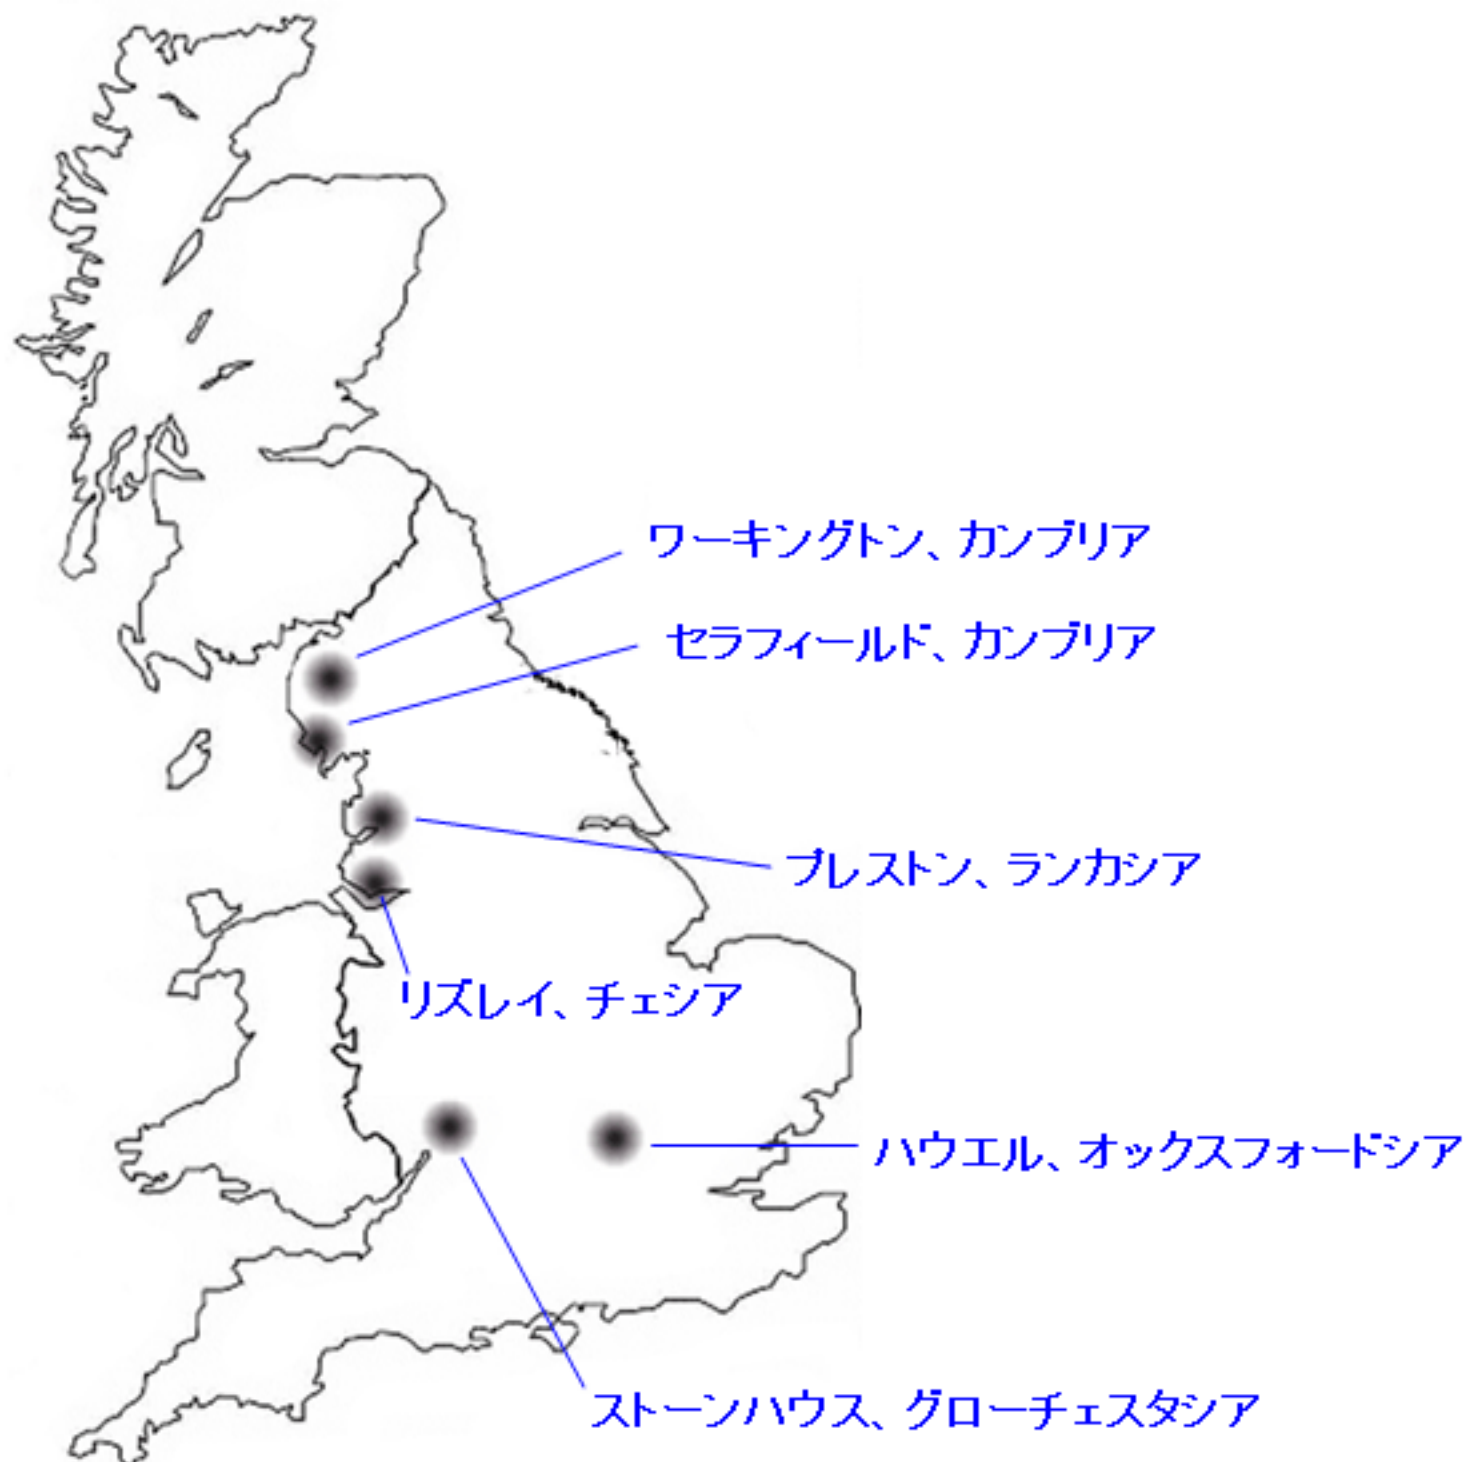 ワーキングトン、カンブリア
セラフィールド、カンブリア
プレストン、ランカシア
リズレイ、チェシア
ハウエル、オックスフォードシア
ストーンハウス、グローチェスタシア